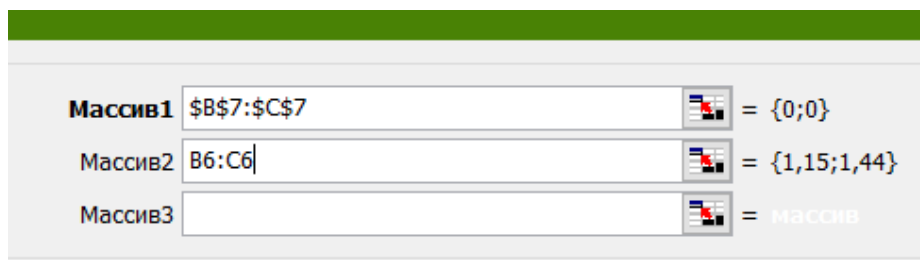 Массив1 $B$7:$C$7 = {0;0}
Массив2 B6:C6 = {1,15;1,44}
Массив3 = массив